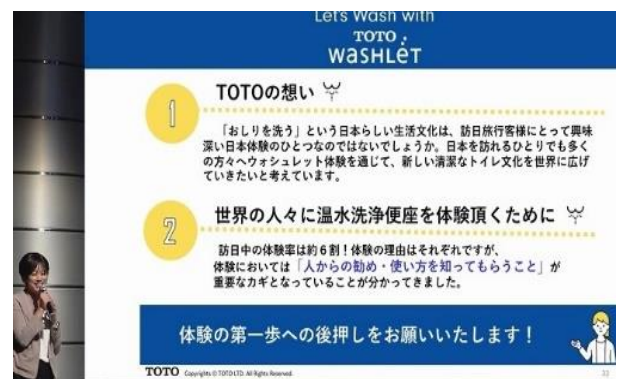 Let's Wash with
TOTO
WASHLET
1
TOTOの想い
「おしりを洗う」という日本らしい生活文化は、訪日旅行客様にとって興味
深い日本体験のひとつなのではないでしょうか。日本を訪れるひとりでも多く
の方々へウォシュレット体験を通じて、新しい清潔なトイレ文化を世界に広げ
ていきたいと考えています。
2
世界の人々に温水洗浄便座を体験頂くために
訪日中の体験率は約6割！体験の理由はそれぞれですが、
体験においては「人からの勧め・使い方を知ってもらうこと」が
重要なカギとなっていることが分かってきました。
体験の第一歩への後押しをお願いいたします！
TOTO Copyrights © TOTO LTD. All Rights Reserved.